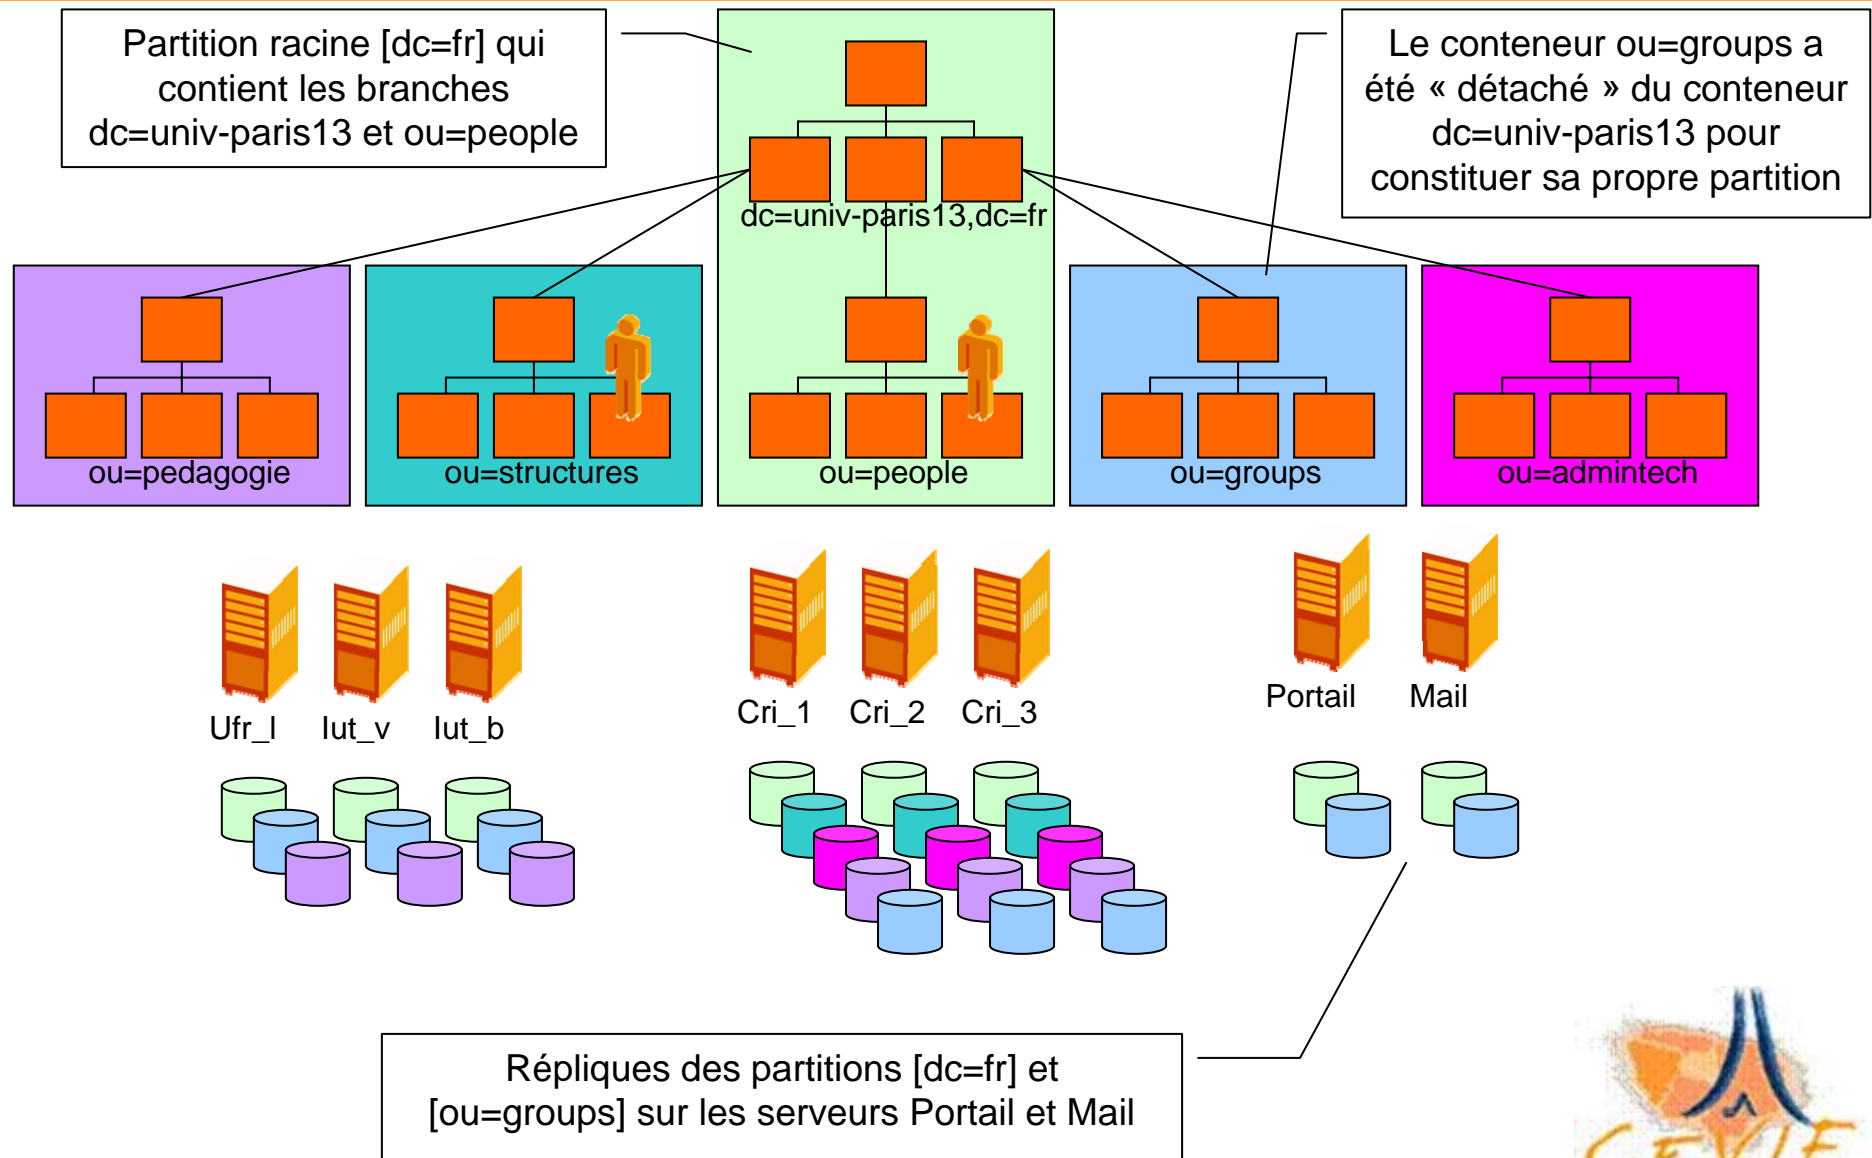 Partition racine [dc=fr] qui
contient les branches
dc=univ-paris13 et ou=people
Le conteneur ou=groups a
été « détaché » du conteneur
dc=univ-paris13 pour
constituer sa propre partition
dc=univ-paris13,dc=fr
ou=pedagogie
ou=structures
ou=people
ou=groups
ou=admintech
Ufr_l
Iut_v
Iut_b
Cri_1
Cri_2
Cri_3
Portail
Mail
Répliques des partitions [dc=fr] et
[ou=groups] sur les serveurs Portail et Mail